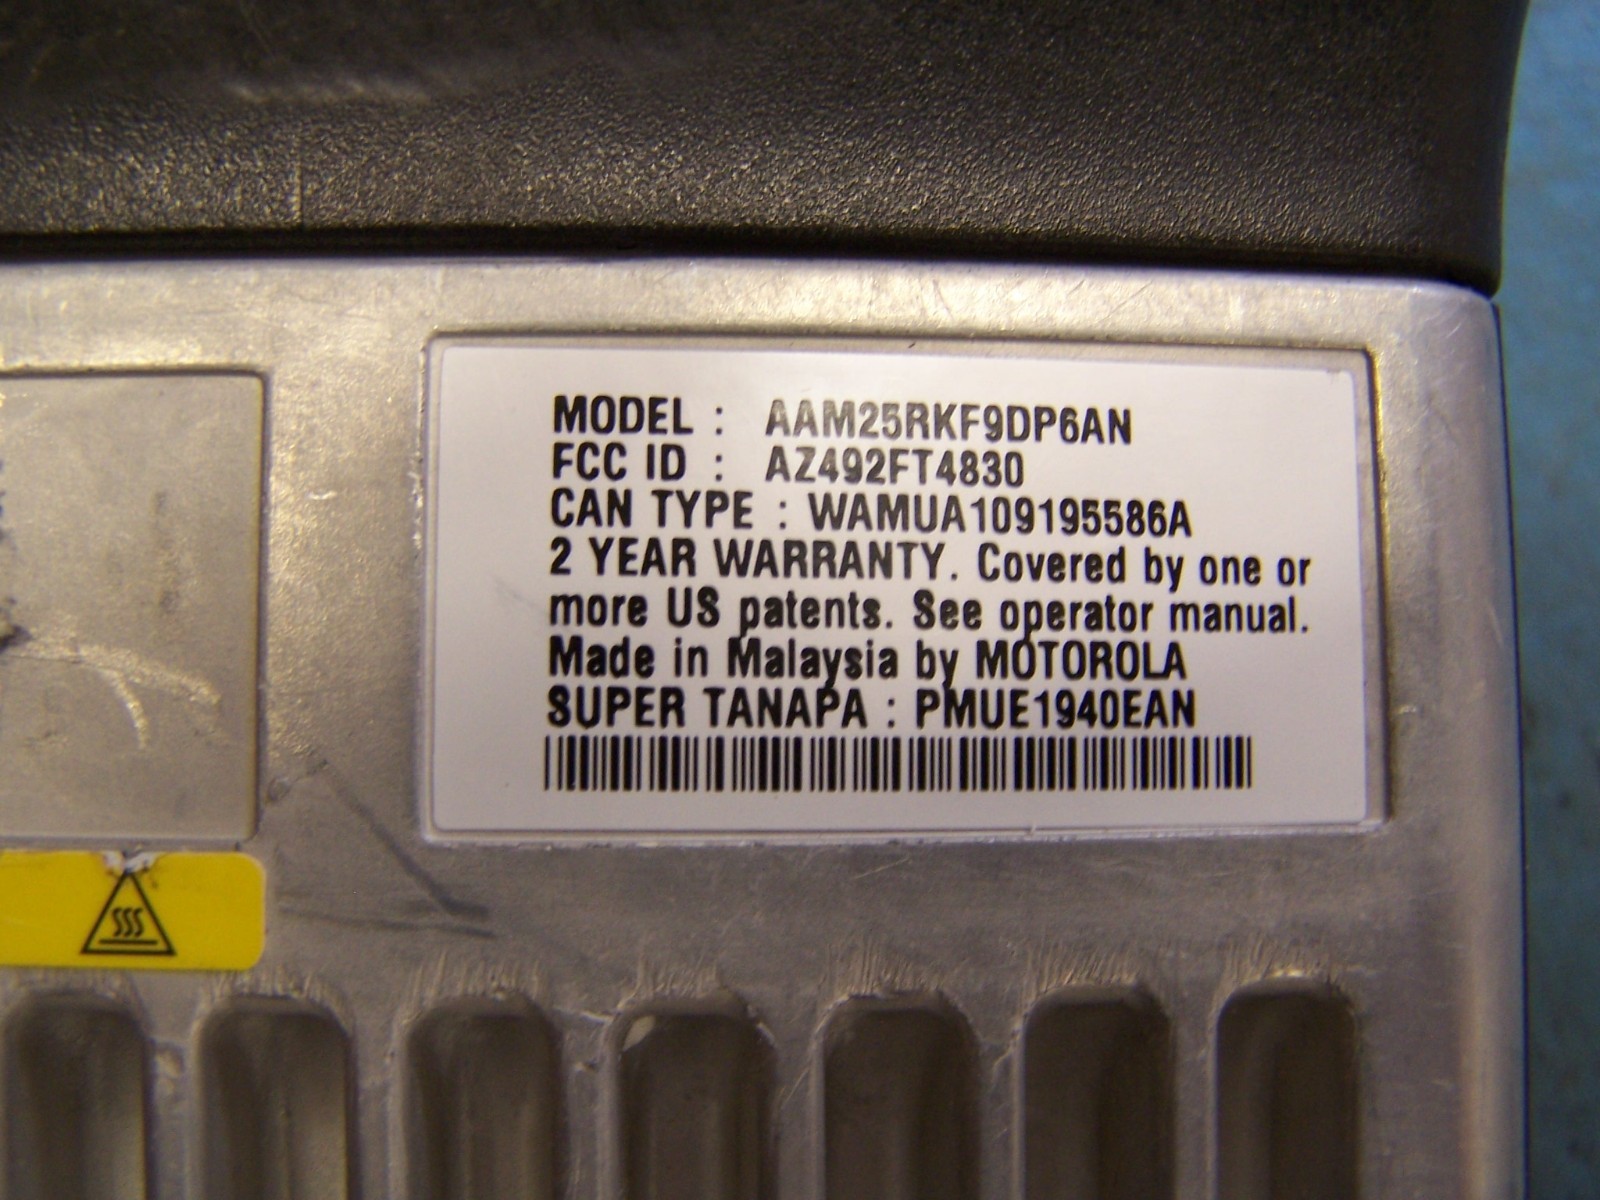 MODEL : AAM25RKF9DP6AN
FCC ID : AZ492FT4830
CAN TYPE : WAMUA109195586A
2 YEAR WARRANTY. Covered by one or
more US patents. See operator manual.
Made in Malaysia by MOTOROLA
SUPER TANAPA : PMUE1940EAN